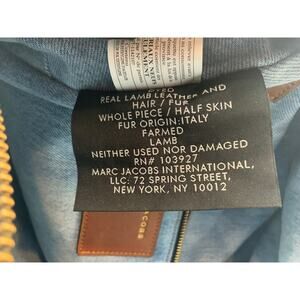 DYED
REAL LAMB LEATHER AND
HAIR / FUR
WHOLE PIECE / HALF SKIN
FUR ORIGIN:ITALY
FARMED
LAMB
NEITHER USED NOR DAMAGED
RN# 103927
MARC JACOBS INTERNATIONAL,
LLC: 72 SPRING STREET,
NEW YORK, NY 10012